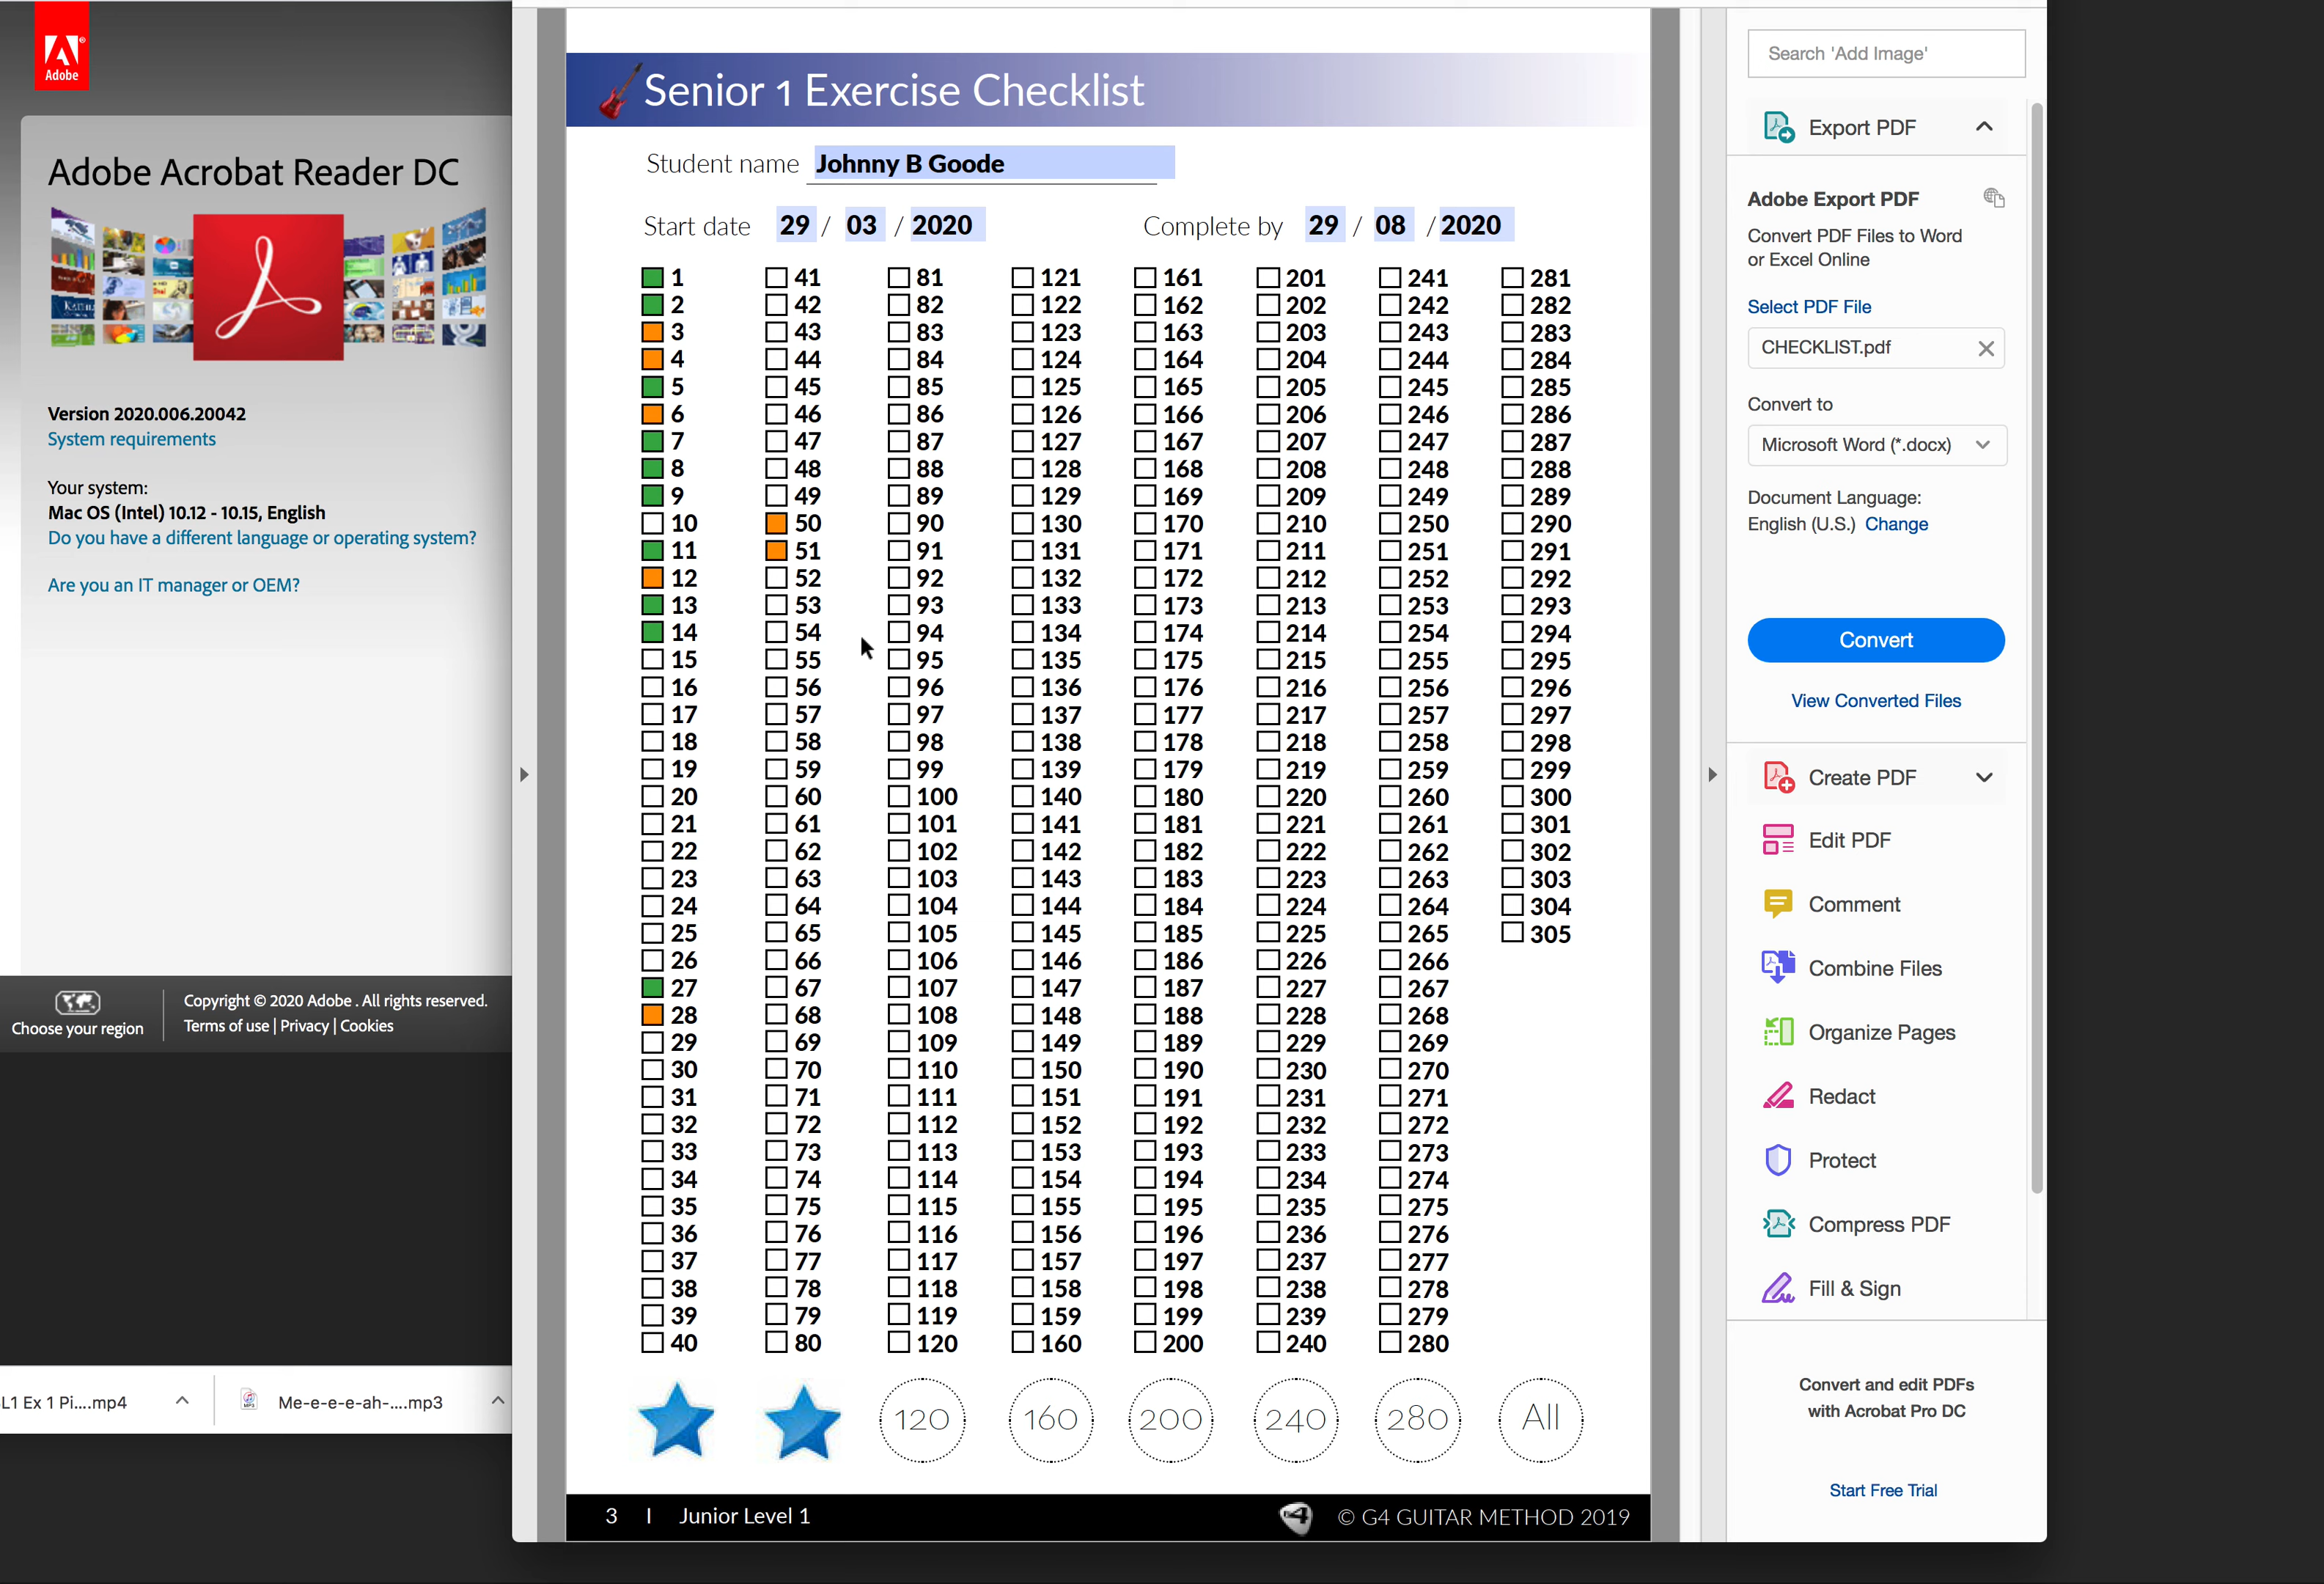 Adobe
Adobe Acrobat Reader DC
Version 2020.006.20042
System requirements
Your system:
Mac OS (Intel) 10.12 - 10.15, English
Do you have a different language or operating system?
Are you an IT manager or OEM?
Choose your region
Copyright © 2020 Adobe . All rights reserved.
Terms of use | Privacy | Cookies
L1 Ex 1 Pi....mp4
Me-e-e-e-ah-....mp3
Senior 1 Exercise Checklist
Student name Johnny B Goode
Start date 29 / 03 / 2020 Complete by 29 / 08 / 2020
1 41 81 121 161 201 241 281
2 42 82 122 162 202 242 282
3 43 83 123 163 203 243 283
4 44 84 124 164 204 244 284
5 45 85 125 165 205 245 285
6 46 86 126 166 206 246 286
7 47 87 127 167 207 247 287
8 48 88 128 168 208 248 288
9 49 89 129 169 209 249 289
10 50 90 130 170 210 250 290
11 51 91 131 171 211 251 291
12 52 92 132 172 212 252 292
13 53 93 133 173 213 253 293
14 54 94 134 174 214 254 294
15 55 95 135 175 215 255 295
16 56 96 136 176 216 256 296
17 57 97 137 177 217 257 297
18 58 98 138 178 218 258 298
19 59 99 139 179 219 259 299
20 60 100 140 180 220 260 300
21 61 101 141 181 221 261 301
22 62 102 142 182 222 262 302
23 63 103 143 183 223 263 303
24 64 104 144 184 224 264 304
25 65 105 145 185 225 265 305
26 66 106 146 186 226 266
27 67 107 147 187 227 267
28 68 108 148 188 228 268
29 69 109 149 189 229 269
30 70 110 150 190 230 270
31 71 111 151 191 231 271
32 72 112 152 192 232 272
33 73 113 153 193 233 273
34 74 114 154 194 234 274
35 75 115 155 195 235 275
36 76 116 156 196 236 276
37 77 117 157 197 237 277
38 78 118 158 198 238 278
39 79 119 159 199 239 279
40 80 120 160 200 240 280
120 160 200 240 280 All
3 | Junior Level 1 © G4 GUITAR METHOD 2019
Search 'Add Image'
Export PDF
Adobe Export PDF
Convert PDF Files to Word
or Excel Online
Select PDF File
CHECKLIST.pdf
Convert to
Microsoft Word (*.docx)
Document Language:
English (U.S.) Change
Convert
View Converted Files
Create PDF
Edit PDF
Comment
Combine Files
Organize Pages
Redact
Protect
Compress PDF
Fill & Sign
Convert and edit PDFs
with Acrobat Pro DC
Start Free Trial